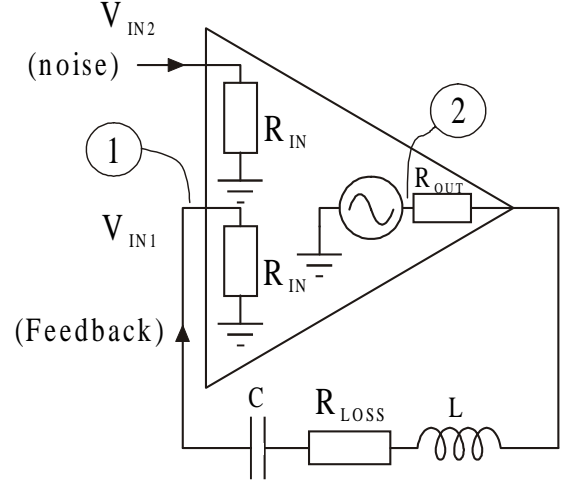 V IN2
(noise)
R IN
2
1
R OUT
V IN1
R IN
(Feedback)
C
R LOSS
L